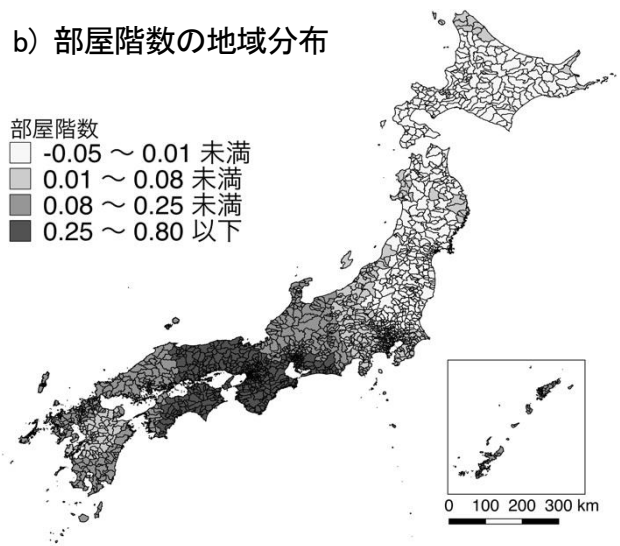 b) 部屋階数の地域分布
部屋階数
-0.05 ～ 0.01 未満
0.01 ～ 0.08 未満
0.08 ～ 0.25 未満
0.25 ～ 0.80 以下
0 100 200 300 km